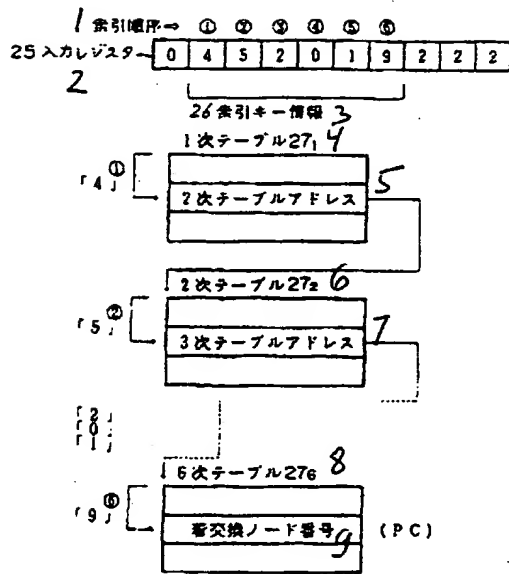 1 索引順序→ ① ② ③ ④ ⑤ ⑥
25 入力レジスタ 0 4 5 2 0 1 9 2 2 2
2
26 索引キー情報 3
1次テーブル27₁ 4
「4」①
2次テーブルアドレス 5
2次テーブル27₂ 6
「5」②
3次テーブルアドレス 7
「2」
「0」
「1」
6次テーブル27₆ 8
「9」⑥
着交換ノード番号 9 (PC)